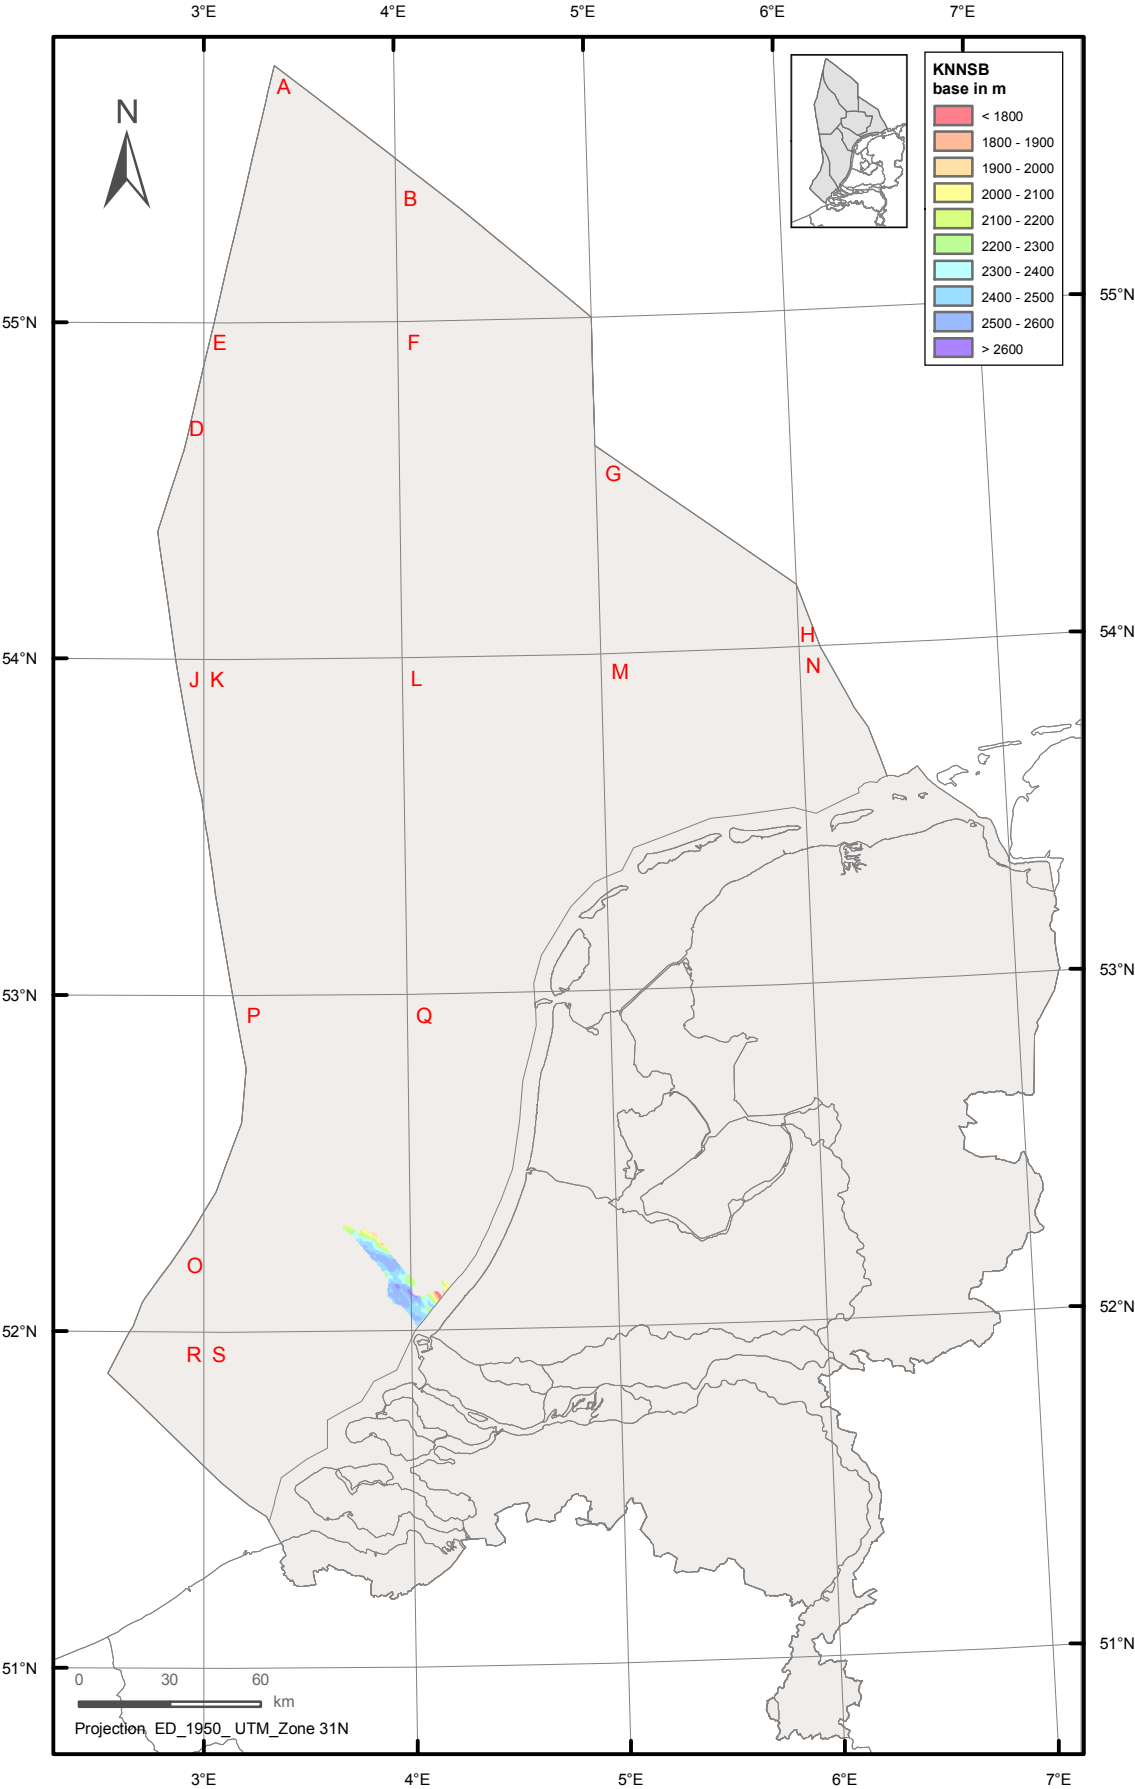 3°E 4°E 5°E 6°E 7°E
KNNSB
base in m
< 1800
1800 - 1900
1900 - 2000
2000 - 2100
2100 - 2200
2200 - 2300
2300 - 2400
2400 - 2500
2500 - 2600
> 2600
N
A
B
55°N 55°N
E F
D
G
H
54°N 54°N
J K L M N
53°N 53°N
P Q
O
52°N 52°N
R S
51°N 51°N
0 30 60
km
Projection ED_1950_ UTM_Zone 31N
3°E 4°E 5°E 6°E 7°E